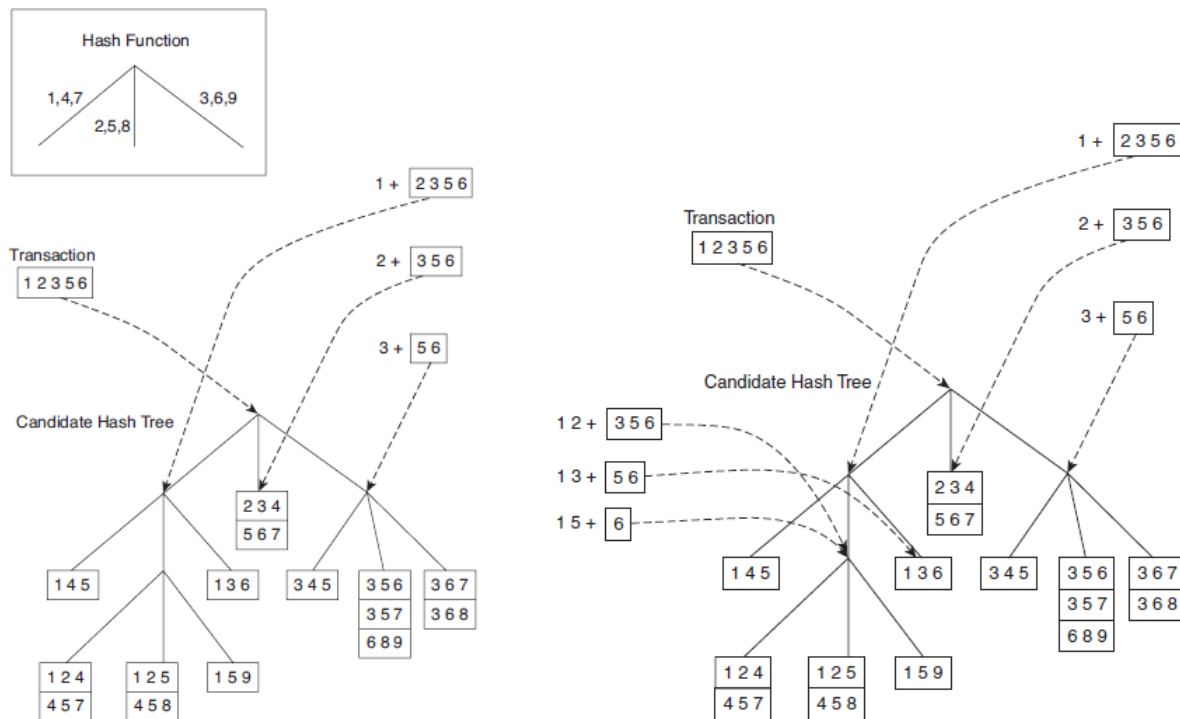 Hash Function
1,4,7
3,6,9
2,5,8
1 + 2 3 5 6
Transaction
2 + 3 5 6
1 2 3 5 6
3 + 5 6
Candidate Hash Tree
2 3 4
5 6 7
1 4 5
1 3 6
3 4 5
3 5 6
3 6 7
3 5 7
3 6 8
6 8 9
1 2 4
1 2 5
1 5 9
4 5 7
4 5 8
1 + 2 3 5 6
Transaction
2 + 3 5 6
1 2 3 5 6
3 + 5 6
Candidate Hash Tree
1 2 + 3 5 6
1 3 + 5 6
2 3 4
1 5 + 6
5 6 7
1 4 5
1 3 6
3 4 5
3 5 6
3 6 7
3 5 7
3 6 8
6 8 9
1 2 4
1 2 5
1 5 9
4 5 7
4 5 8